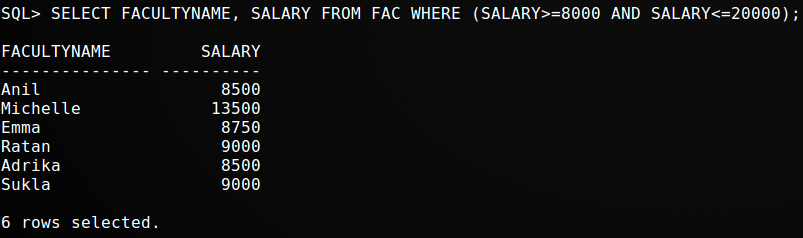 SQL> SELECT FACULTYNAME, SALARY FROM FAC WHERE (SALARY>=8000 AND SALARY<=20000);
FACULTYNAME         SALARY
--------------- ----------
Anil                  8500
Michelle             13500
Emma                  8750
Ratan                 9000
Adrika                8500
Sukla                 9000
6 rows selected.